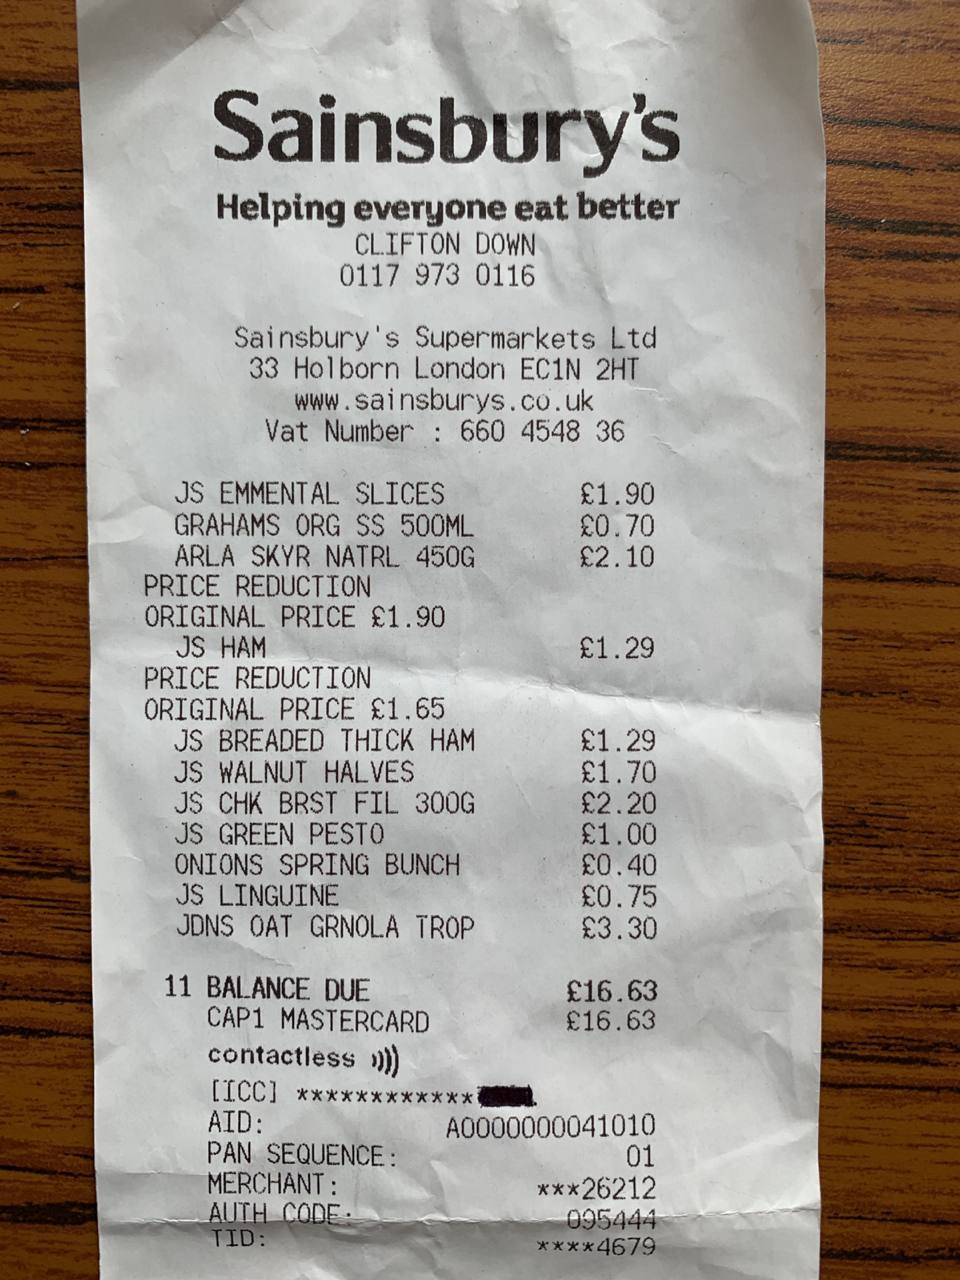 Sainsbury's
Helping everyone eat better
CLIFTON DOWN
0117 973 0116
Sainsbury's Supermarkets Ltd
33 Holborn London EC1N 2HT
www.sainsburys.co.uk
Vat Number : 660 4548 36
JS EMMENTAL SLICES £1.90
GRAHAMS ORG SS 500ML £0.70
ARLA SKYR NATRL 450G £2.10
PRICE REDUCTION
ORIGINAL PRICE £1.90
JS HAM £1.29
PRICE REDUCTION
ORIGINAL PRICE £1.65
JS BREADED THICK HAM £1.29
JS WALNUT HALVES £1.70
JS CHK BRST FIL 300G £2.20
JS GREEN PESTO £1.00
ONIONS SPRING BUNCH £0.40
JS LINGUINE £0.75
JDNS OAT GRNOLA TROP £3.30
11 BALANCE DUE £16.63
CAP1 MASTERCARD £16.63
contactless
[ICC] ************
AID: A0000000041010
PAN SEQUENCE: 01
MERCHANT: ***26212
AUTH CODE: 095444
TID: ****4679